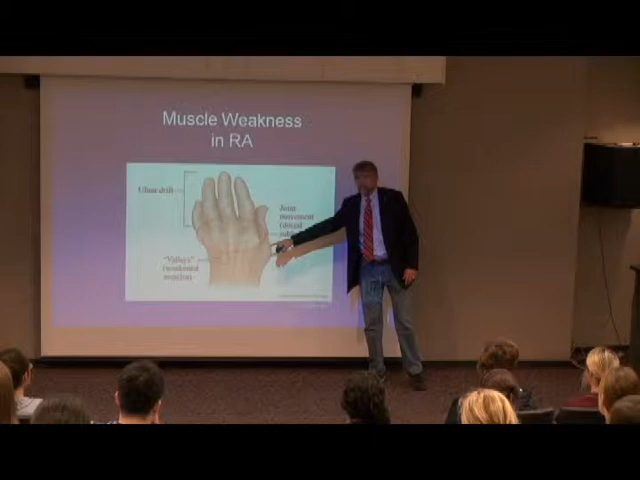 Muscle Weakness
in RA
Ulnar drift
Joint
movement
"Valleys"
(weakened
muscles)